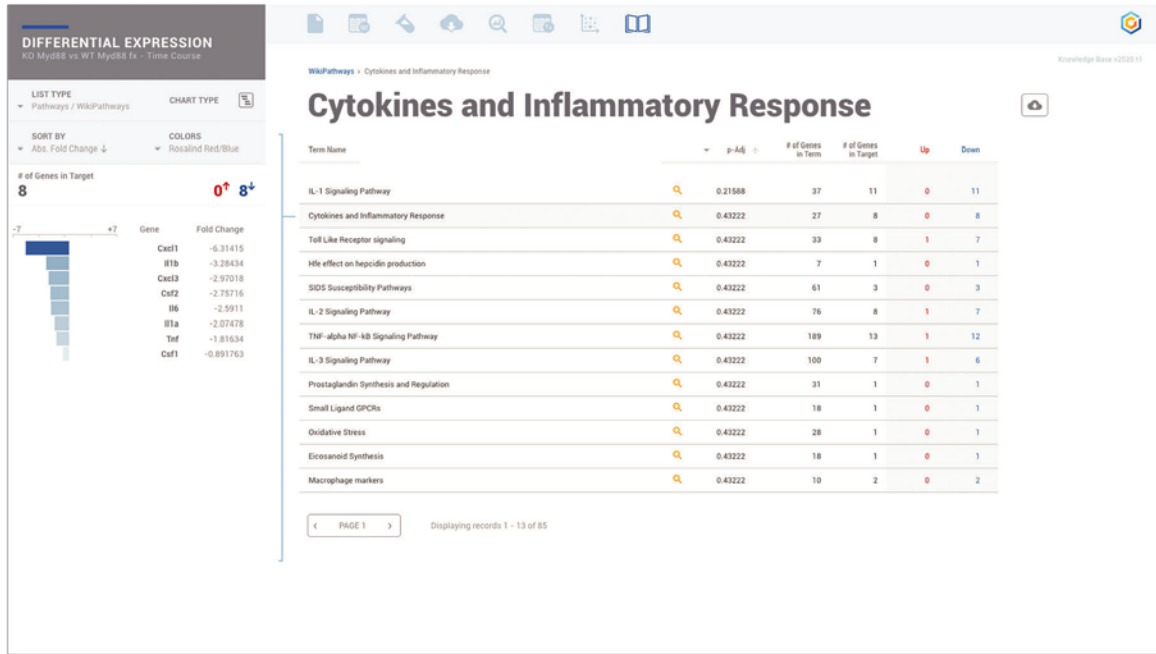 DIFFERENTIAL EXPRESSION
KO Myd88 vs WT Myd88 fx - Time Course
LIST TYPE
Pathways / WikiPathways
CHART TYPE
SORT BY
Abs. Fold Change ↓
COLORS
Rosalind Red/Blue
# of Genes in Target
8 0↑ 8↓
-7 +7 Gene Fold Change
Cxcl1 -6.31415
Il1b -3.28434
Cxcl3 -2.97018
Csf2 -2.75716
Il6 -2.5911
Il1a -2.07478
Tnf -1.81634
Csf1 -0.891763
Knowledge Base v2020.t1
WikiPathways > Cytokines and Inflammatory Response
Cytokines and Inflammatory Response
Term Name p-Adj # of Genes in Term # of Genes in Target Up Down
IL-1 Signaling Pathway 0.21588 37 11 0 11
Cytokines and Inflammatory Response 0.43222 27 8 0 8
Toll Like Receptor signaling 0.43222 33 8 1 7
Hfe effect on hepcidin production 0.43222 7 1 0 1
SIDS Susceptibility Pathways 0.43222 61 3 0 3
IL-2 Signaling Pathway 0.43222 76 8 1 7
TNF-alpha NF-kB Signaling Pathway 0.43222 189 13 1 12
IL-3 Signaling Pathway 0.43222 100 7 1 6
Prostaglandin Synthesis and Regulation 0.43222 31 1 0 1
Small Ligand GPCRs 0.43222 18 1 0 1
Oxidative Stress 0.43222 28 1 0 1
Eicosanoid Synthesis 0.43222 18 1 0 1
Macrophage markers 0.43222 10 2 0 2
< PAGE 1 > Displaying records 1 - 13 of 85